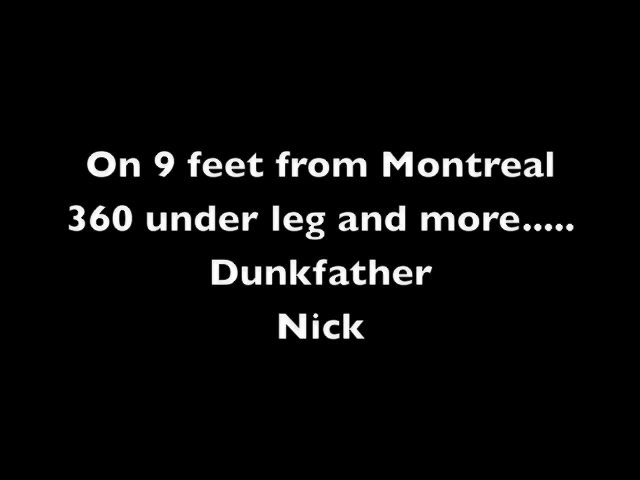 On 9 feet from Montreal
360 under leg and more.....
Dunkfather
Nick